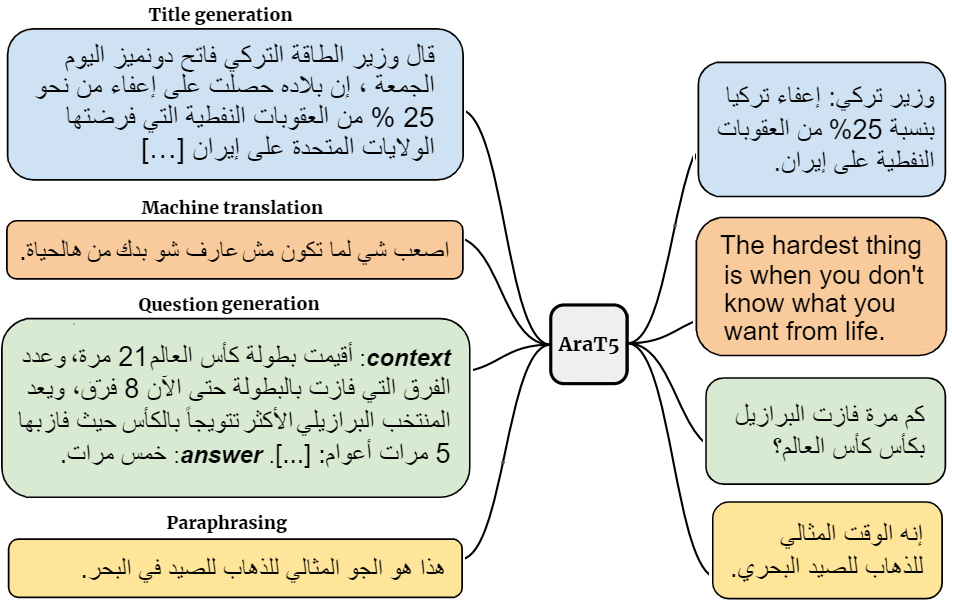 Title generation
قال وزير الطاقة التركي فاتح دونميز اليوم
الجمعة ، إن بلاده حصلت على إعفاء من نحو
25 % من العقوبات النفطية التي فرضتها
الولايات المتحدة على إيران [...]
Machine translation
اصعب شي لما تكون مش عارف شو بدك من هالحياة.
Question generation
context: أقيمت بطولة كأس العالم 21 مرة، وعدد
الفرق التي فازت بالبطولة حتى الآن 8 فرق، ويعد
المنتخب البرازيلي الأكثر تتويجاً بالكأس حيث فاز بها
5 مرات أعوام: [...]. answer: خمس مرات.
Paraphrasing
هذا هو الجو المثالي للذهاب للصيد في البحر.
AraT5
وزير تركي: إعفاء تركيا
بنسبة 25% من العقوبات
النفطية على إيران.
The hardest thing
is when you don't
know what you
want from life.
كم مرة فازت البرازيل
بكأس كأس العالم؟
إنه الوقت المثالي
للذهاب للصيد البحري.